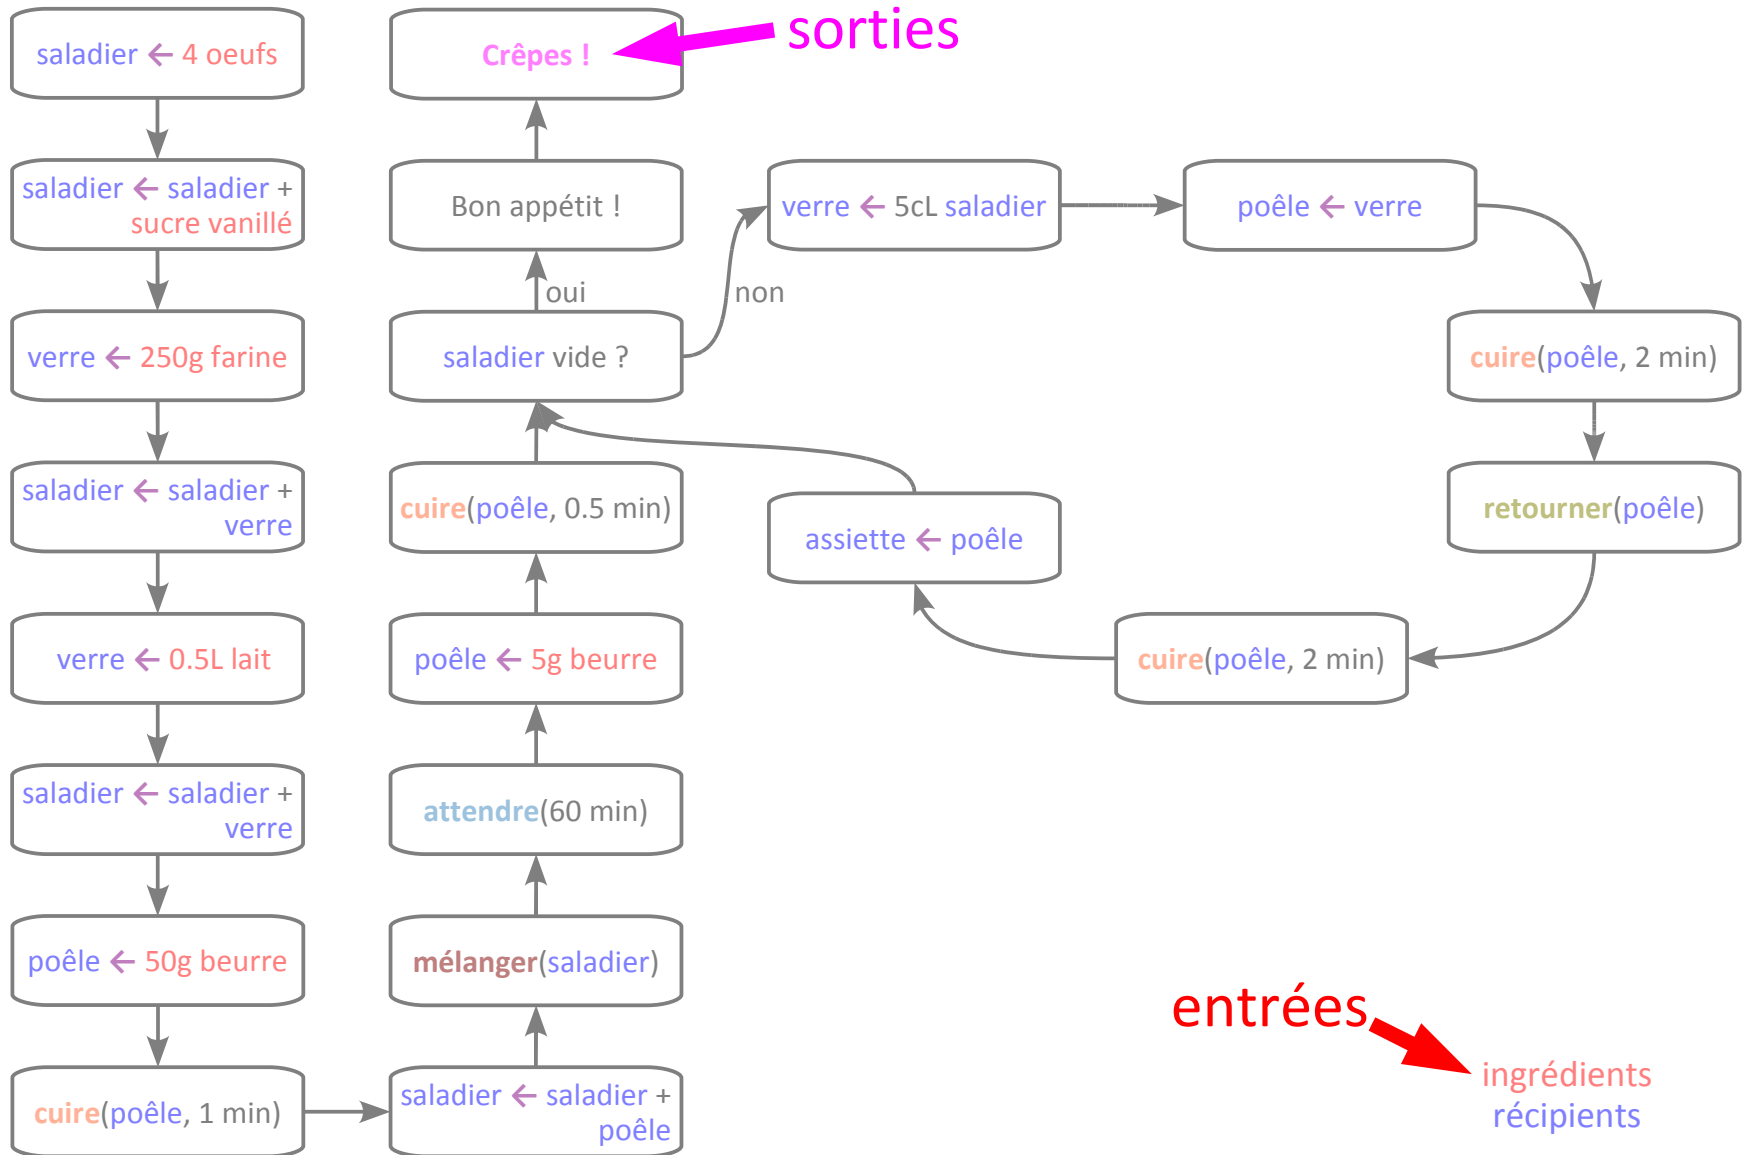 saladier ← 4 oeufs
saladier ← saladier +
sucre vanillé
verre ← 250g farine
saladier ← saladier +
verre
verre ← 0.5L lait
saladier ← saladier +
verre
poêle ← 50g beurre
cuire(poêle, 1 min)
saladier ← saladier +
poêle
mélanger(saladier)
attendre(60 min)
poêle ← 5g beurre
cuire(poêle, 0.5 min)
saladier vide ?
oui
non
Bon appétit !
Crêpes !
sorties
verre ← 5cL saladier
poêle ← verre
cuire(poêle, 2 min)
retourner(poêle)
cuire(poêle, 2 min)
assiette ← poêle
entrées
ingrédients
récipients